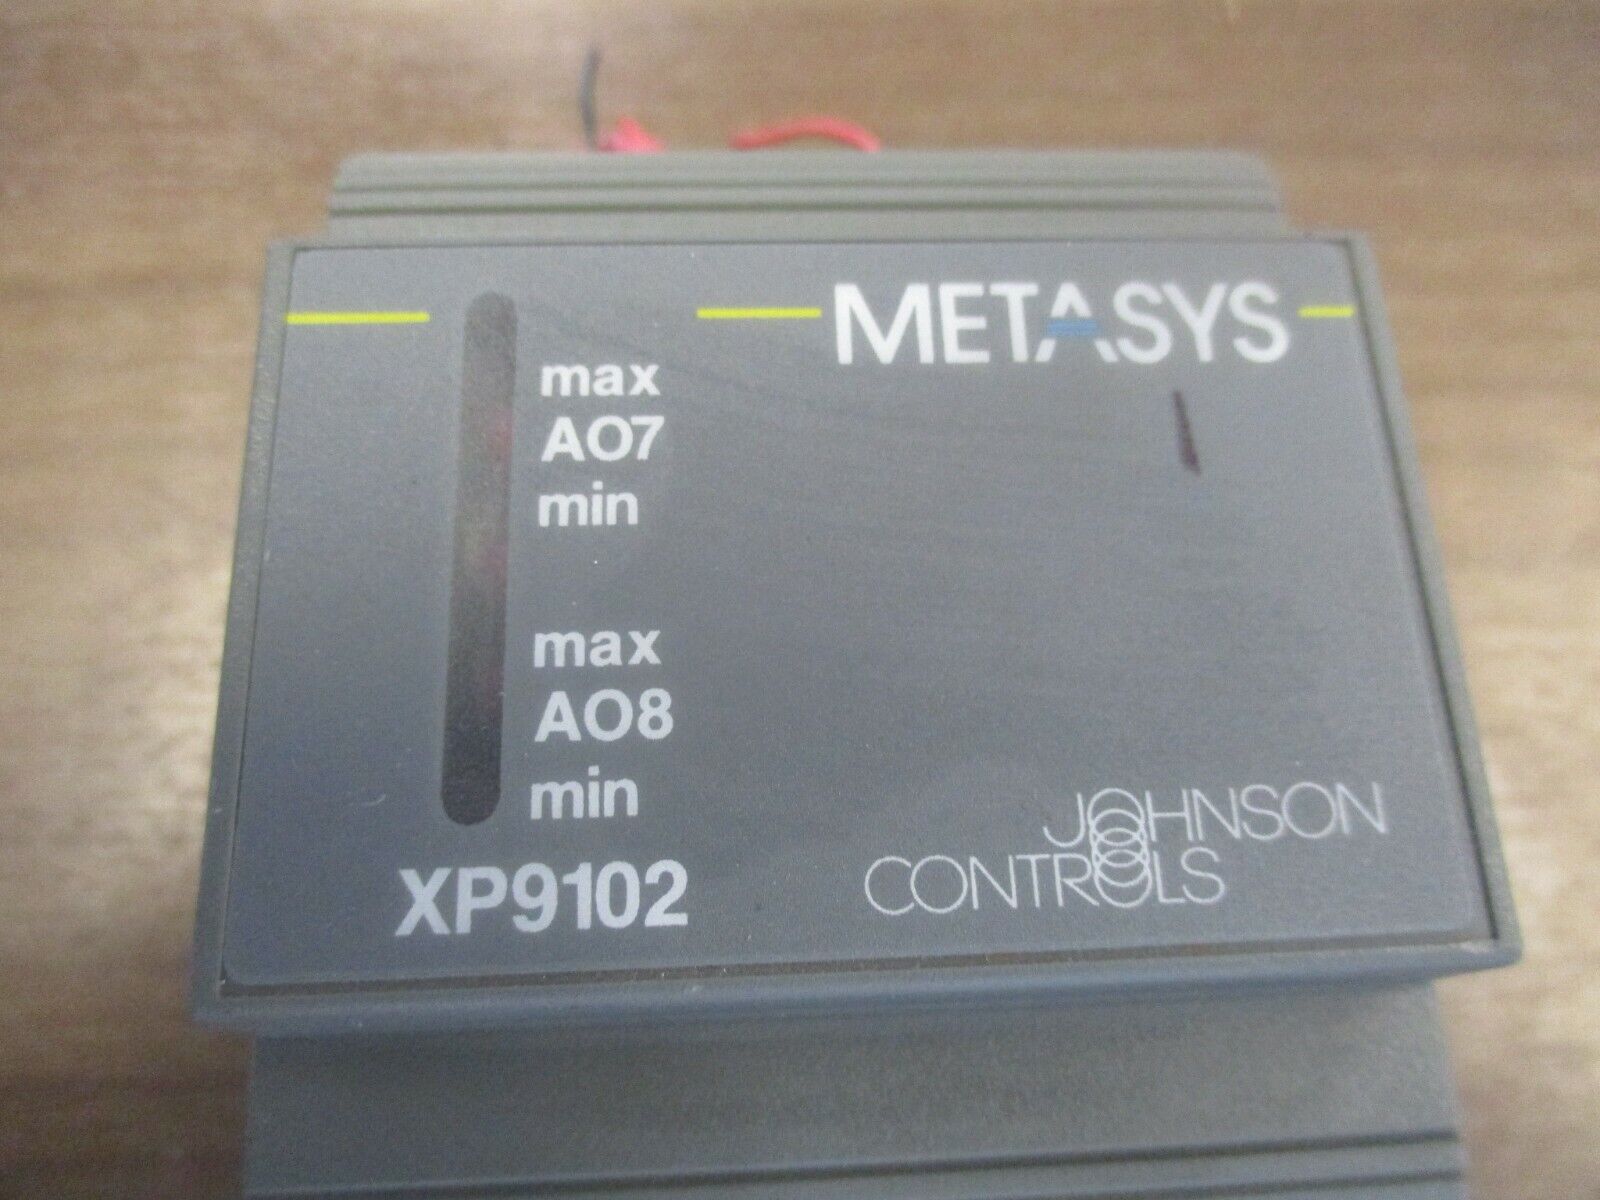 METASYS
max
AO7
min
max
AO8
min
XP9102
JOHNSON
CONTROLS